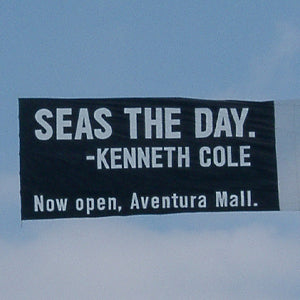 SEAS THE DAY.
-KENNETH COLE
Now open, Aventura Mall.